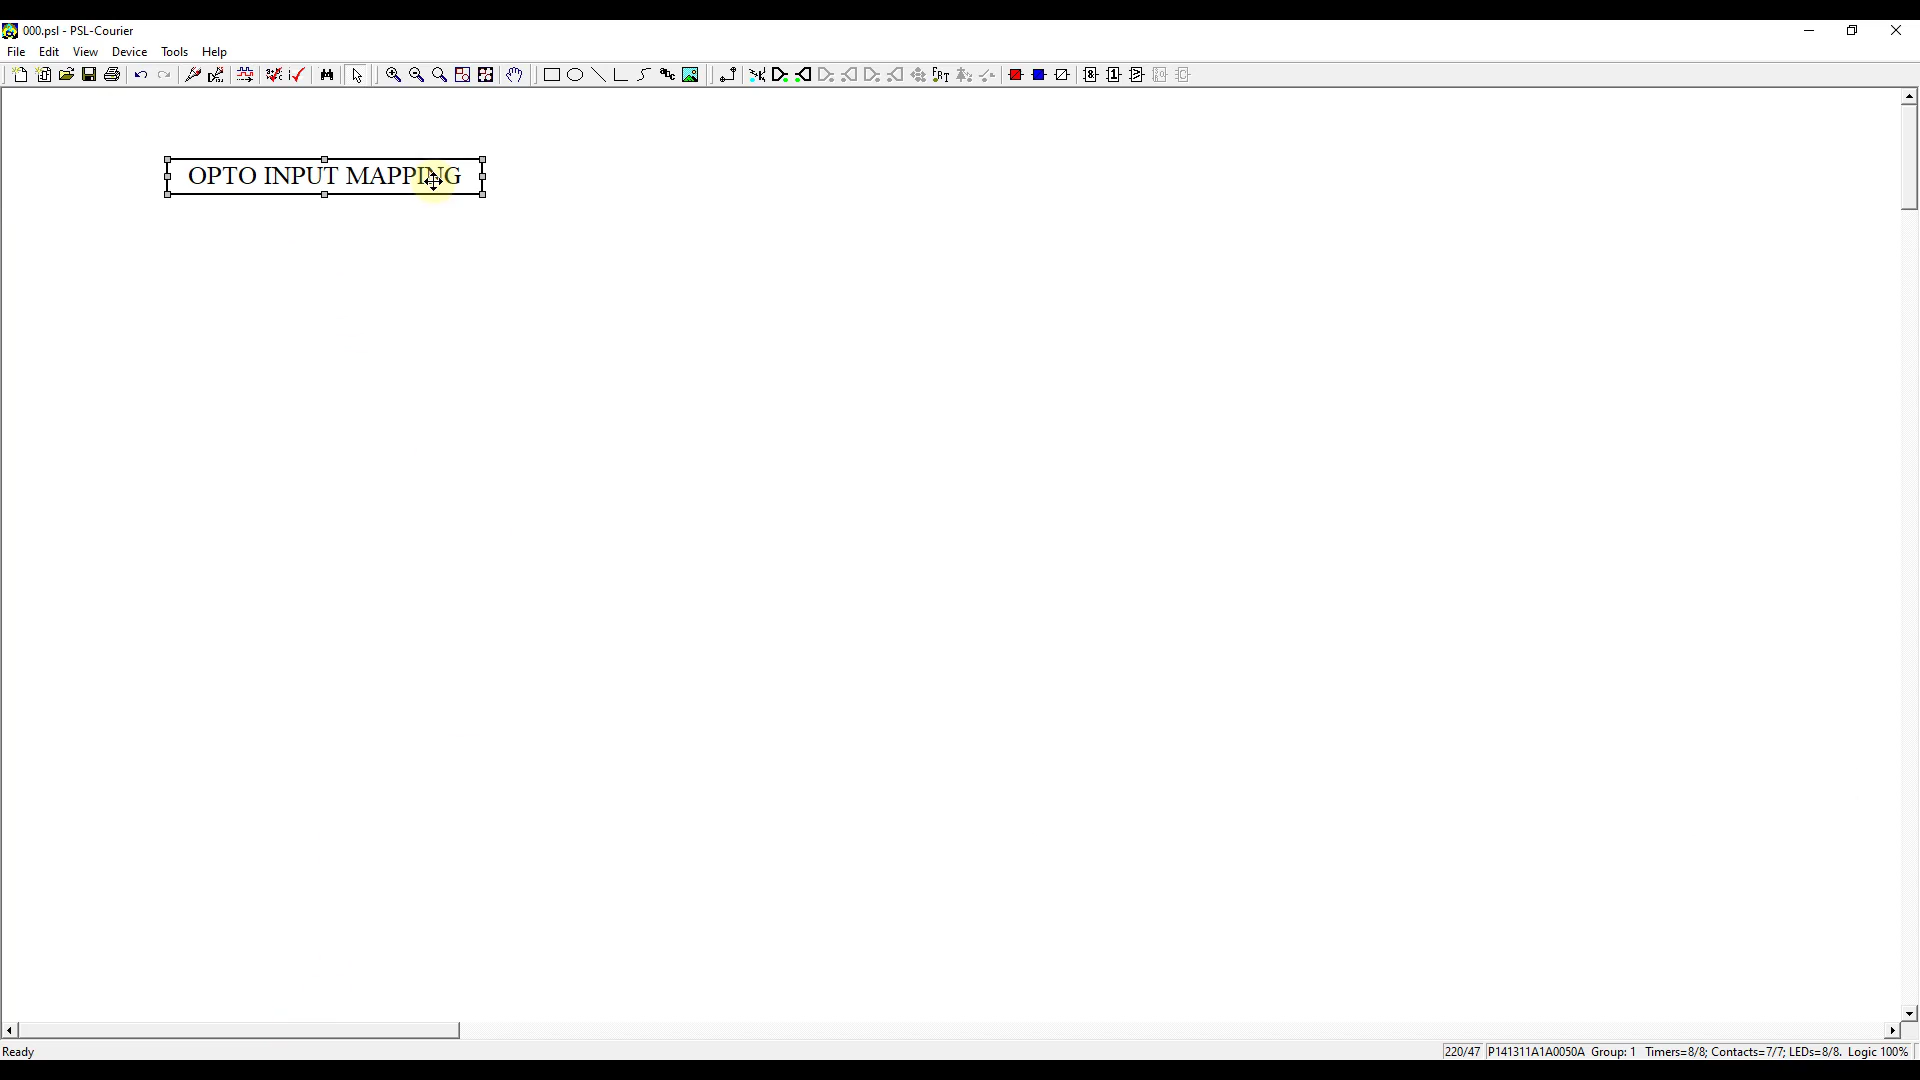 000.psl - PSL-Courier
File Edit View Device Tools Help
OPTO INPUT MAPPING
Ready
220/47 P141311A1A0050A Group: 1 Timers=8/8; Contacts=7/7; LEDs=8/8. Logic 100%